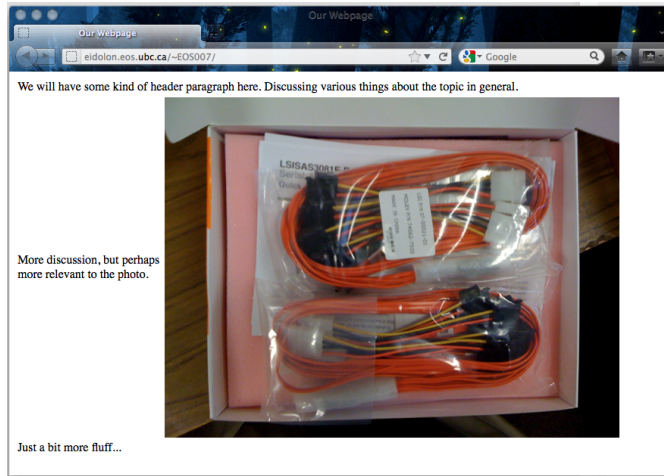 Our Webpage
Our Webpage
eidolon.eos.ubc.ca/~EOS007/
Google
We will have some kind of header paragraph here. Discussing various things about the topic in general.
LSISAS3081E
More discussion, but perhaps
more relevant to the photo.
Just a bit more fluff...